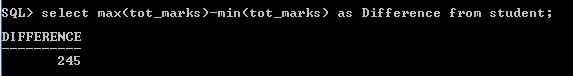 SQL> select max(tot_marks)-min(tot_marks) as Difference from student;
DIFFERENCE
----------
245